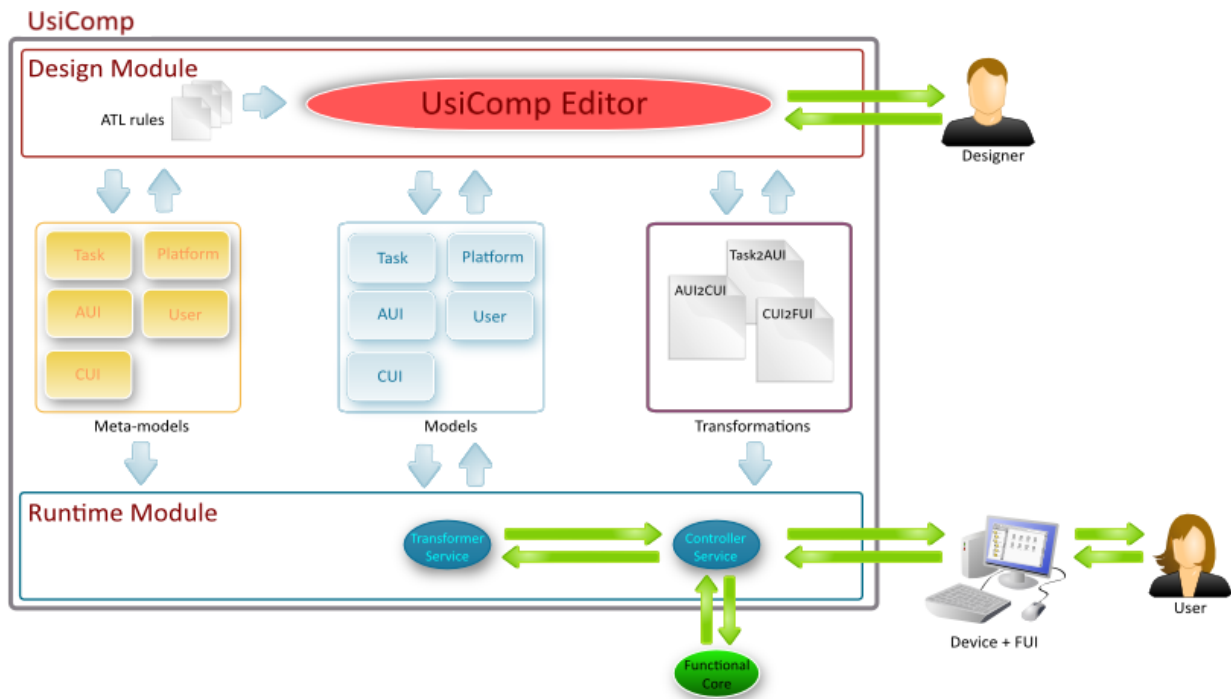 UsiComp
Design Module
ATL rules
UsiComp Editor
Designer
Task
Platform
AUI
User
CUI
Meta-models
Task
Platform
AUI
User
CUI
Models
Task2AUI
AUI2CUI
CUI2FUI
Transformations
Runtime Module
Transformer
Service
Controller
Service
Functional
Core
Device + FUI
User